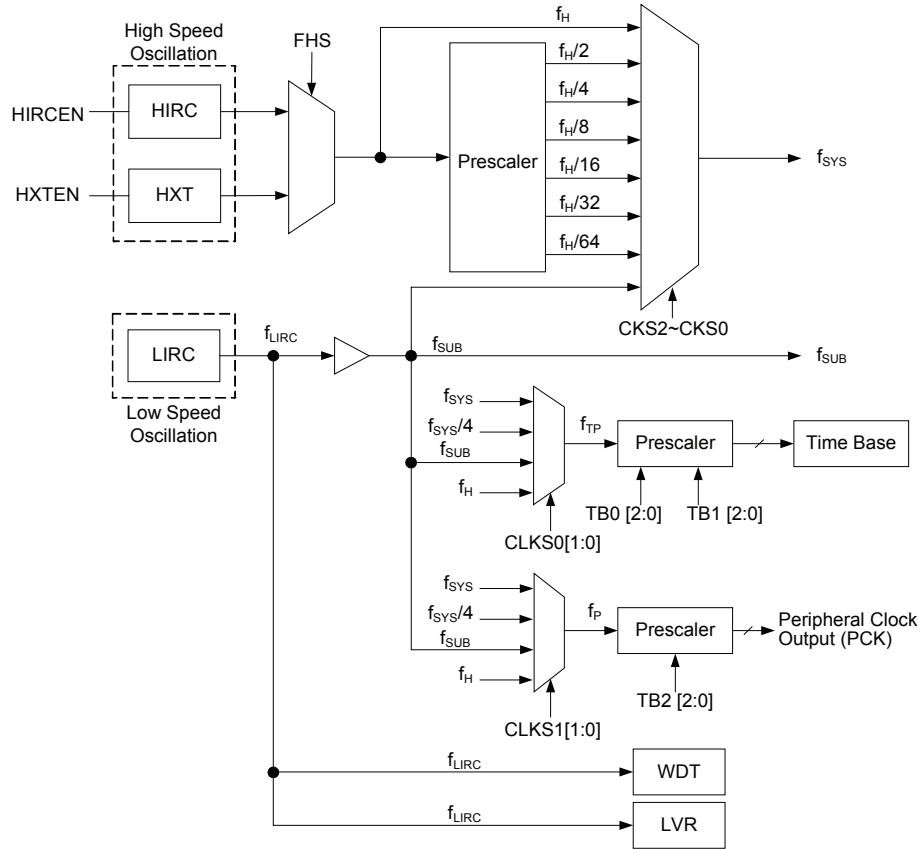 High Speed
Oscillation
FHS
HIRCEN
HIRC
HXTEN
HXT
Prescaler
fH
fH/2
fH/4
fH/8
fH/16
fH/32
fH/64
fSYS
CKS2~CKS0
LIRC
Low Speed
Oscillation
fLIRC
fSUB
fSUB
fSYS
fSYS/4
fSUB
fH
CLKS0[1:0]
fTP
Prescaler
TB0 [2:0]
TB1 [2:0]
Time Base
fSYS
fSYS/4
fSUB
fH
CLKS1[1:0]
fP
Prescaler
TB2 [2:0]
Peripheral Clock
Output (PCK)
fLIRC
WDT
fLIRC
LVR